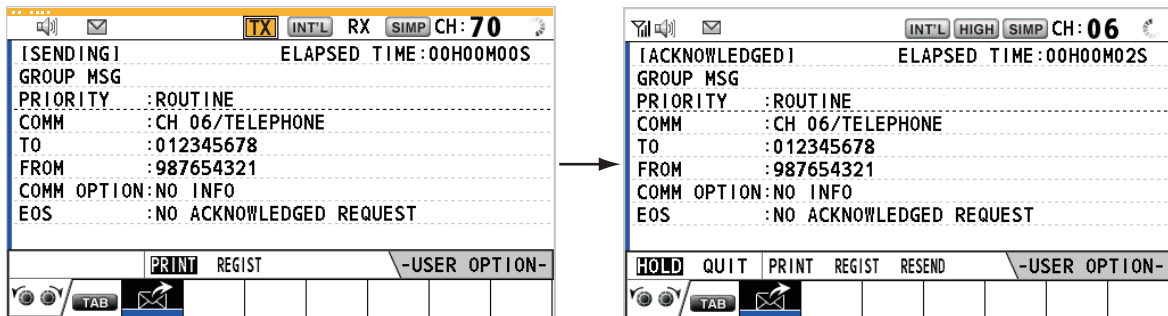 TX INT'L RX SIMP CH:70
[SENDING] ELAPSED TIME:00H00M00S
GROUP MSG
PRIORITY :ROUTINE
COMM :CH 06/TELEPHONE
TO :012345678
FROM :987654321
COMM OPTION:NO INFO
EOS :NO ACKNOWLEDGED REQUEST
PRINT REGIST -USER OPTION-
TAB
INT'L HIGH SIMP CH:06
[ACKNOWLEDGED] ELAPSED TIME:00H00M02S
GROUP MSG
PRIORITY :ROUTINE
COMM :CH 06/TELEPHONE
TO :012345678
FROM :987654321
COMM OPTION:NO INFO
EOS :NO ACKNOWLEDGED REQUEST
HOLD QUIT PRINT REGIST RESEND -USER OPTION-
TAB